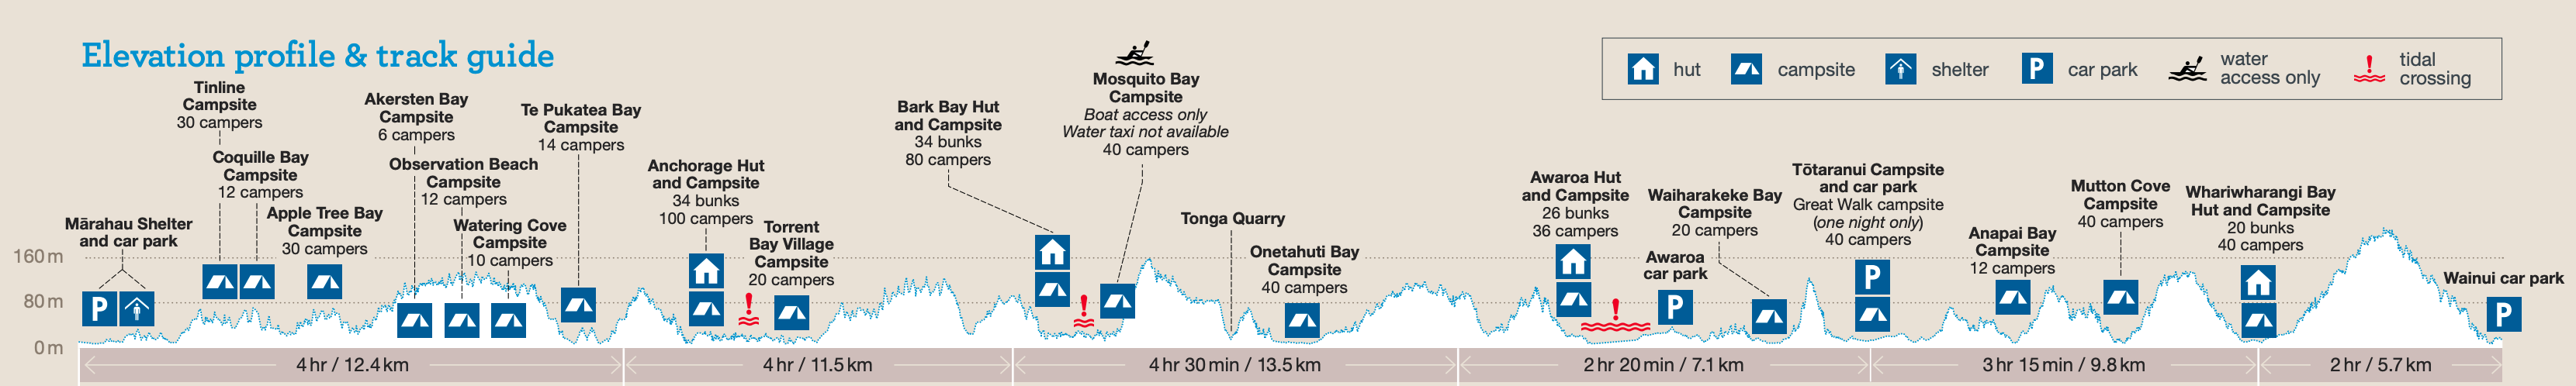 Elevation profile & track guide
hut
campsite
shelter
P
car park
water
access only
tidal
crossing
Mārahau Shelter
and car park
P
Tinline
Campsite
30 campers
Coquille Bay
Campsite
12 campers
Apple Tree Bay
Campsite
30 campers
Akersten Bay
Campsite
6 campers
Observation Beach
Campsite
12 campers
Watering Cove
Campsite
10 campers
Te Pukatea Bay
Campsite
14 campers
Anchorage Hut
and Campsite
34 bunks
100 campers
Torrent
Bay Village
Campsite
20 campers
Bark Bay Hut
and Campsite
34 bunks
80 campers
Mosquito Bay
Campsite
Boat access only
Water taxi not available
40 campers
Tonga Quarry
Onetahuti Bay
Campsite
40 campers
Awaroa Hut
and Campsite
26 bunks
36 campers
Awaroa
car park
P
Waiharakeke Bay
Campsite
20 campers
Tōtaranui Campsite
and car park
Great Walk campsite
(one night only)
40 campers
P
Anapai Bay
Campsite
12 campers
Mutton Cove
Campsite
40 campers
Whariwharangi Bay
Hut and Campsite
20 bunks
40 campers
Wainui car park
P
160 m
80 m
0 m
4 hr / 12.4 km
4 hr / 11.5 km
4 hr 30 min / 13.5 km
2 hr 20 min / 7.1 km
3 hr 15 min / 9.8 km
2 hr / 5.7 km